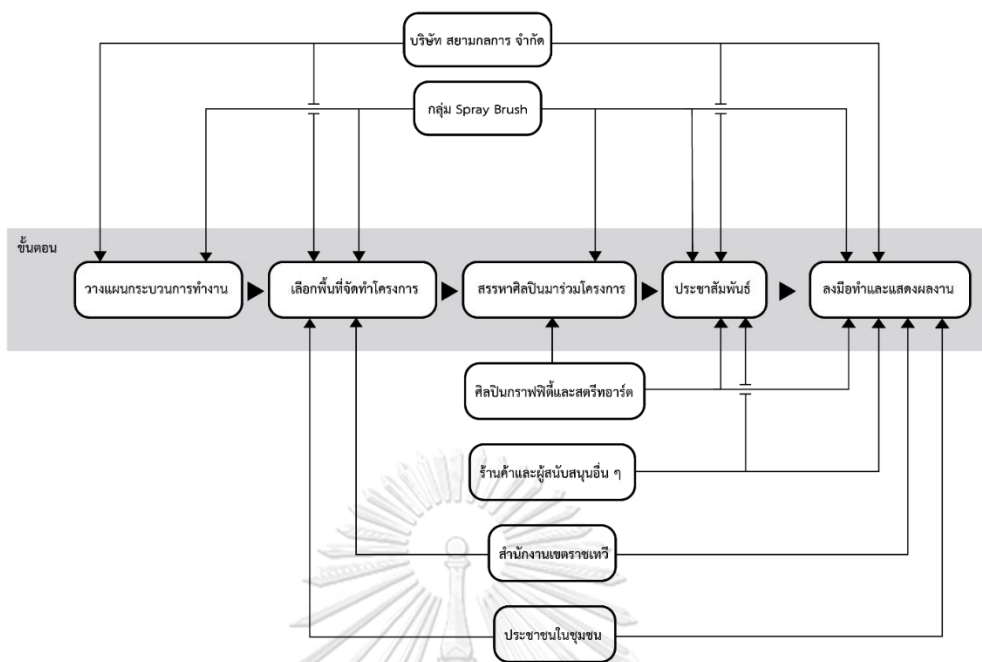 บริษัท สยามกลการ จำกัด
กลุ่ม Spray Brush
ขั้นตอน
วางแผนกระบวนการทำงาน
เลือกพื้นที่จัดทำโครงการ
สรรหาศิลปินมาร่วมโครงการ
ประชาสัมพันธ์
ลงมือทำและแสดงผลงาน
ศิลปินกราฟฟิตี้และสตรีทอาร์ต
ร้านค้าและผู้สนับสนุนอื่น ๆ
สำนักงานเขตราชเทวี
ประชาชนในชุมชน